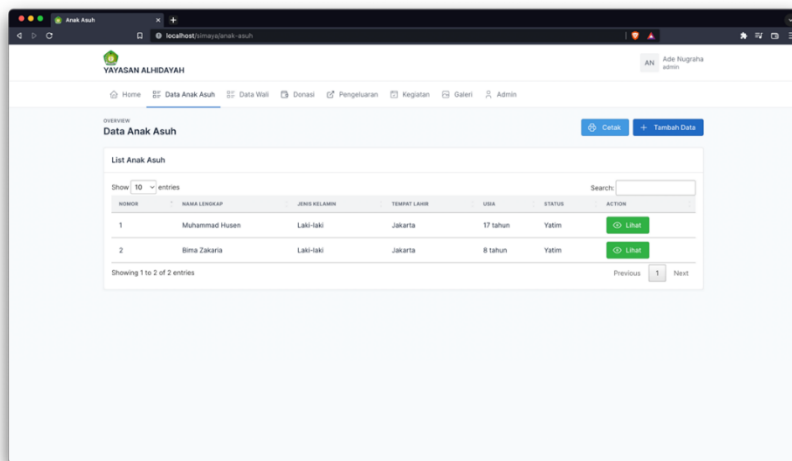 Anak Asuh
localhost/simaya/anak-asuh
YAYASAN ALHIDAYAH
AN Ade Nugraha
admin
Home Data Anak Asuh Data Wali Donasi Pengeluaran Kegiatan Galeri Admin
OVERVIEW
Data Anak Asuh
Cetak + Tambah Data
List Anak Asuh
Show 10 entries Search:
NOMOR NAMA LENGKAP JENIS KELAMIN TEMPAT LAHIR USIA STATUS ACTION
1 Muhammad Husen Laki-laki Jakarta 17 tahun Yatim Lihat
2 Bima Zakaria Laki-laki Jakarta 8 tahun Yatim Lihat
Showing 1 to 2 of 2 entries Previous 1 Next